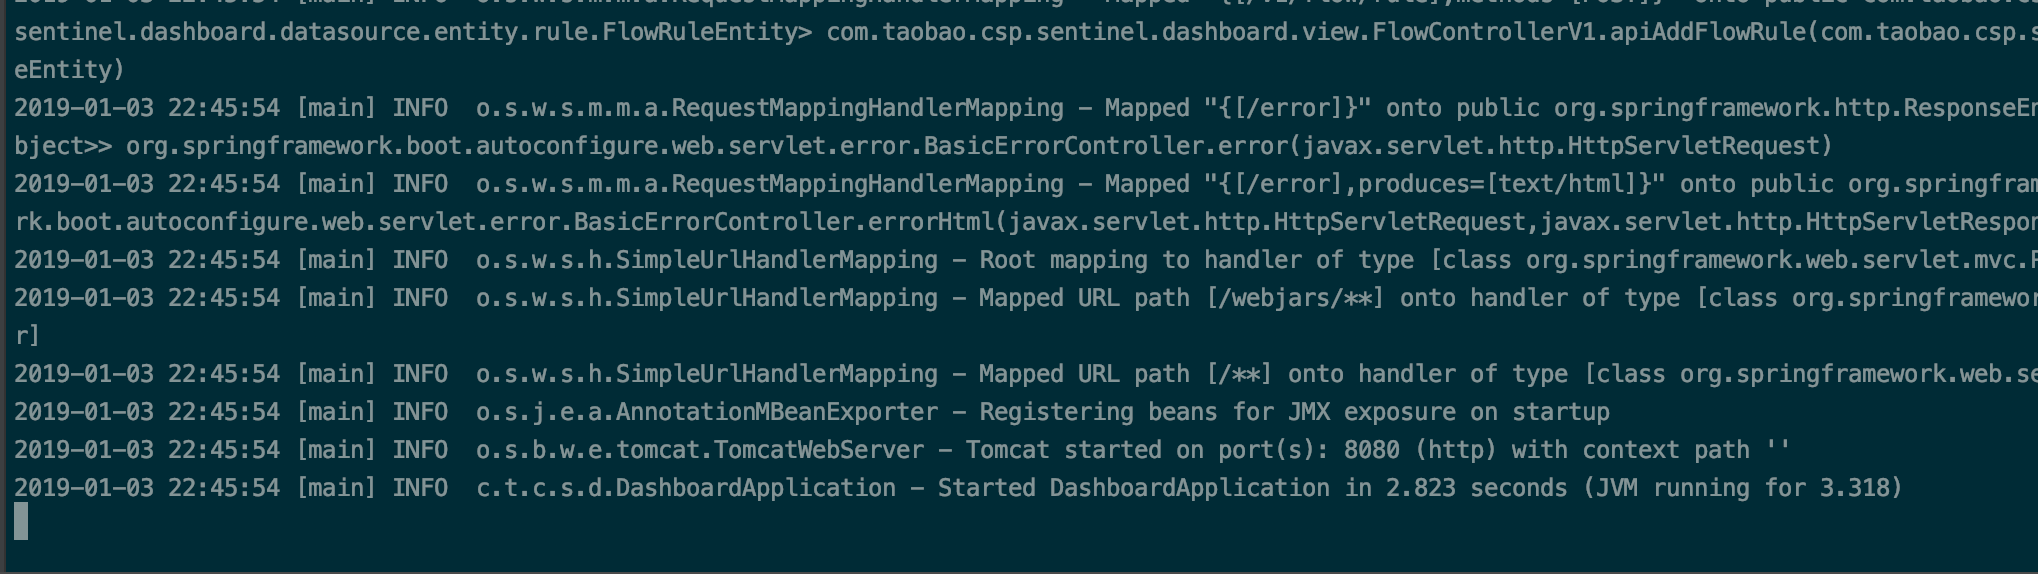 sentinel.dashboard.datasource.entity.rule.FlowRuleEntity> com.taobao.csp.sentinel.dashboard.view.FlowControllerV1.apiAddFlowRule(com.taobao.csp.s
eEntity)
2019-01-03 22:45:54 [main] INFO  o.s.w.s.m.m.a.RequestMappingHandlerMapping - Mapped "{[/error]}" onto public org.springframework.http.ResponseEn
bject>> org.springframework.boot.autoconfigure.web.servlet.error.BasicErrorController.error(javax.servlet.http.HttpServletRequest)
2019-01-03 22:45:54 [main] INFO  o.s.w.s.m.m.a.RequestMappingHandlerMapping - Mapped "{[/error],produces=[text/html]}" onto public org.springfram
rk.boot.autoconfigure.web.servlet.error.BasicErrorController.errorHtml(javax.servlet.http.HttpServletRequest,javax.servlet.http.HttpServletRespon
2019-01-03 22:45:54 [main] INFO  o.s.w.s.h.SimpleUrlHandlerMapping - Root mapping to handler of type [class org.springframework.web.servlet.mvc.P
2019-01-03 22:45:54 [main] INFO  o.s.w.s.h.SimpleUrlHandlerMapping - Mapped URL path [/webjars/**] onto handler of type [class org.springframewor
r]
2019-01-03 22:45:54 [main] INFO  o.s.w.s.h.SimpleUrlHandlerMapping - Mapped URL path [/**] onto handler of type [class org.springframework.web.se
2019-01-03 22:45:54 [main] INFO  o.s.j.e.a.AnnotationMBeanExporter - Registering beans for JMX exposure on startup
2019-01-03 22:45:54 [main] INFO  o.s.b.w.e.tomcat.TomcatWebServer - Tomcat started on port(s): 8080 (http) with context path ''
2019-01-03 22:45:54 [main] INFO  c.t.c.s.d.DashboardApplication - Started DashboardApplication in 2.823 seconds (JVM running for 3.318)